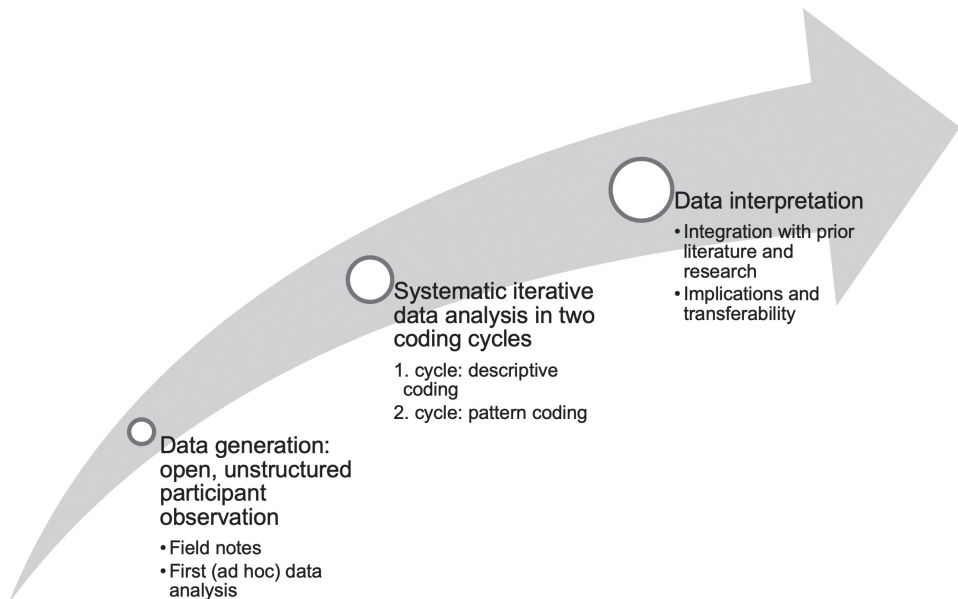 Data interpretation
• Integration with prior
literature and
research
• Implications and
transferability
Systematic iterative
data analysis in two
coding cycles
1. cycle: descriptive
coding
2. cycle: pattern coding
Data generation:
open, unstructured
participant
observation
• Field notes
• First (ad hoc) data
analysis